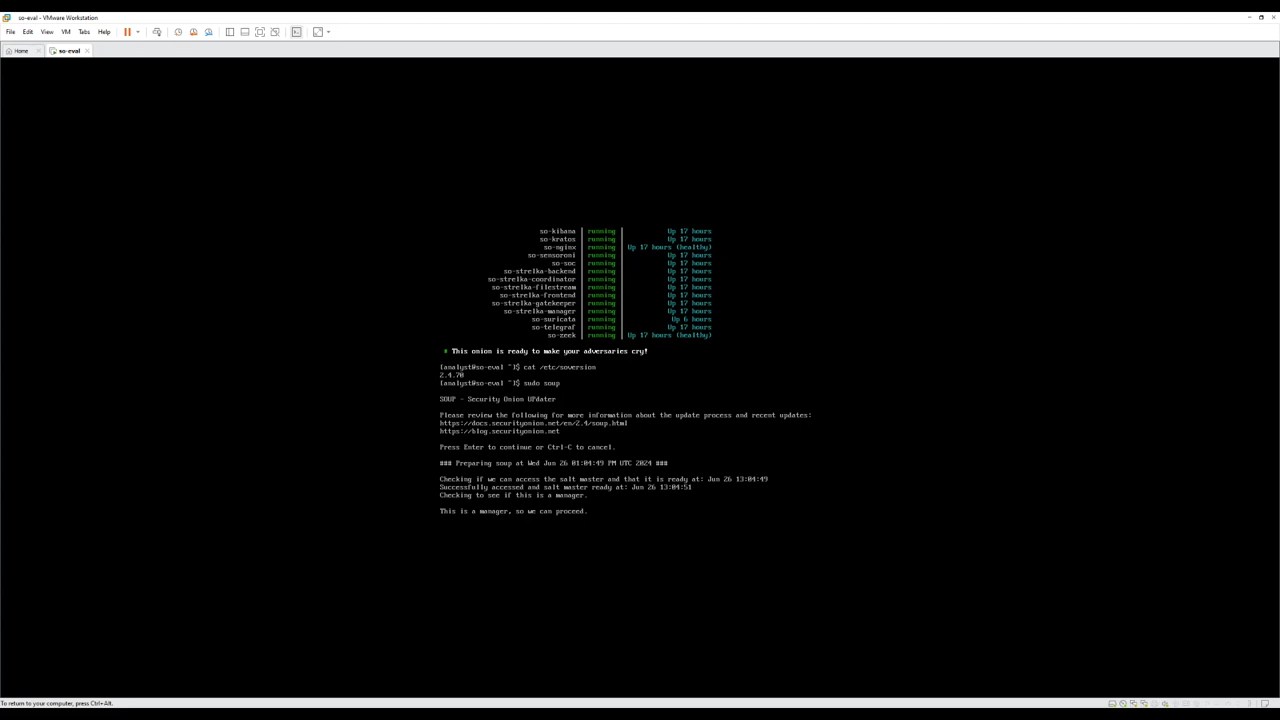 so-eval - VMware Workstation
File Edit View VM Tabs Help
Home so-eval
so-kibana | running | Up 17 hours
so-kratos | running | Up 17 hours
so-nginx | running | Up 17 hours (healthy)
so-sensoroni | running | Up 17 hours
so-soc | running | Up 17 hours
so-strelka-backend | running | Up 17 hours
so-strelka-coordinator | running | Up 17 hours
so-strelka-filestream | running | Up 17 hours
so-strelka-frontend | running | Up 17 hours
so-strelka-gatekeeper | running | Up 17 hours
so-strelka-manager | running | Up 17 hours
so-suricata | running | Up 6 hours
so-telegraf | running | Up 17 hours
so-zeek | running | Up 17 hours (healthy)
This onion is ready to make your adversaries cry!
[analyst@so-eval ~]$ cat /etc/soversion
2.4.70
[analyst@so-eval ~]$ sudo soup
SOUP - Security Onion UPdater
Please review the following for more information about the update process and recent updates:
https://docs.securityonion.net/en/2.4/soup.html
https://blog.securityonion.net
Press Enter to continue or Ctrl-C to cancel.
### Preparing soup at Wed Jun 26 01:04:49 PM UTC 2024 ###
Checking if we can access the salt master and that it is ready at: Jun 26 13:04:49
Successfully accessed and salt master ready at: Jun 26 13:04:51
Checking to see if this is a manager.
This is a manager, so we can proceed.
To return to your computer, press Ctrl+Alt.